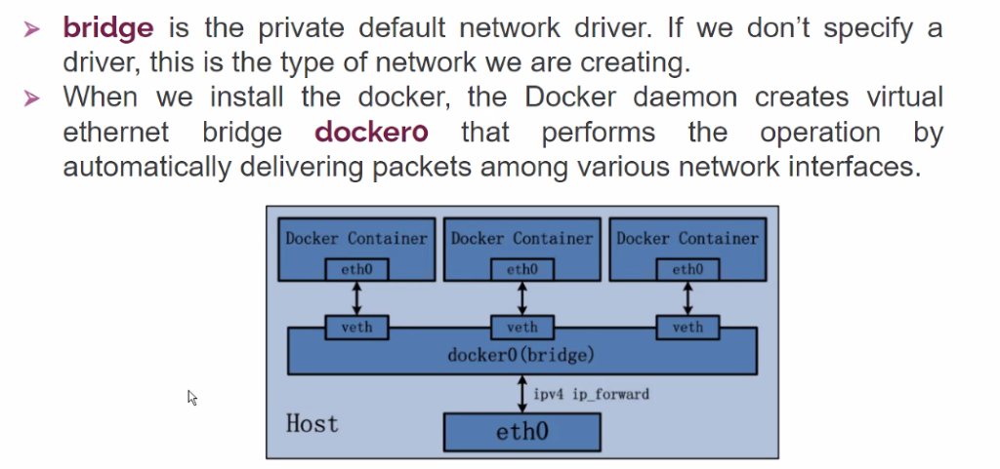 bridge is the private default network driver. If we don’t specify a
driver, this is the type of network we are creating.
When we install the docker, the Docker daemon creates virtual
ethernet bridge docker0 that performs the operation by
automatically delivering packets among various network interfaces.
Docker Container Docker Container Docker Container
eth0 eth0 eth0
veth veth veth
docker0(bridge)
ipv4 ip_forward
Host
eth0